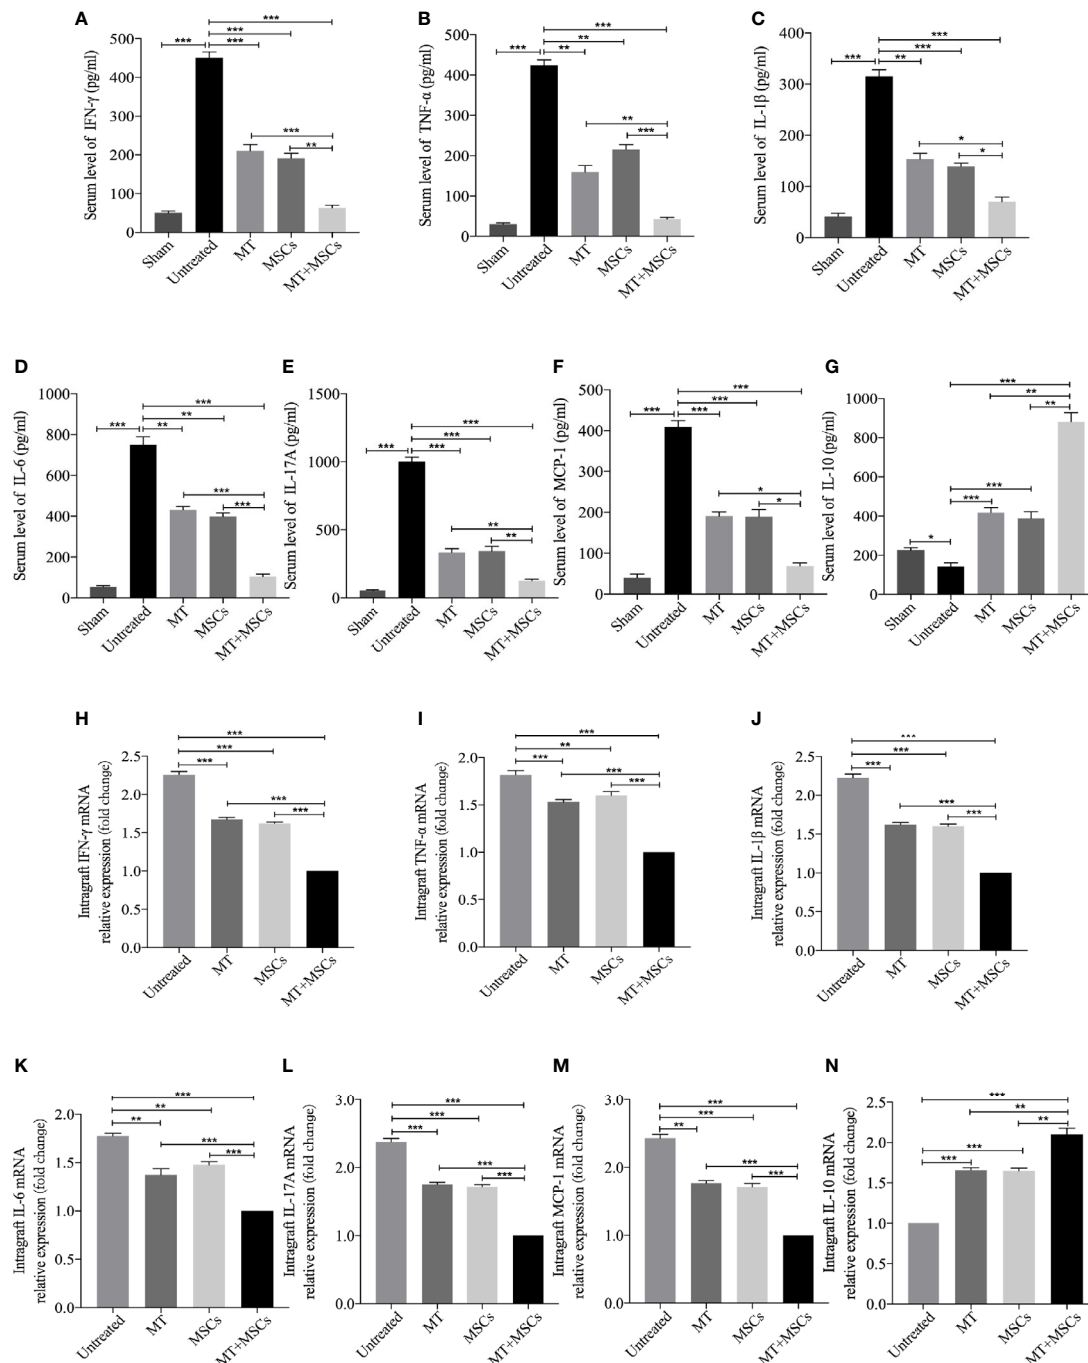 A
Serum level of IFN-γ (pg/ml)
500
400
300
200
100
0
***
***
***
***
***
**
Sham
Untreated
MT
MSCs
MT+MSCs
B
Serum level of TNF-α (pg/ml)
500
400
300
200
100
0
***
**
***
**
**
***
Sham
Untreated
MT
MSCs
MT+MSCs
C
Serum level of IL-1β (pg/ml)
400
300
200
100
0
***
***
***
**
*
*
Sham
Untreated
MT
MSCs
MT+MSCs
D
Serum level of IL-6 (pg/ml)
1000
800
600
400
200
0
***
**
***
**
***
***
Sham
Untreated
MT
MSCs
MT+MSCs
E
Serum level of IL-17A (pg/ml)
1500
1000
500
0
***
***
***
***
**
**
Sham
Untreated
MT
MSCs
MT+MSCs
F
Serum level of MCP-1 (pg/ml)
500
400
300
200
100
0
***
***
***
***
*
*
Sham
Untreated
MT
MSCs
MT+MSCs
G
Serum level of IL-10 (pg/ml)
1000
800
600
400
200
0
***
**
**
***
***
*
Sham
Untreated
MT
MSCs
MT+MSCs
H
Intragraft IFN-γ mRNA
relative expression (fold change)
2.5
2.0
1.5
1.0
0.5
0.0
***
***
***
***
***
Untreated
MT
MSCs
MT+MSCs
I
Intragraft TNF-α mRNA
relative expression (fold change)
2.0
1.5
1.0
0.5
0.0
***
**
***
***
***
Untreated
MT
MSCs
MT+MSCs
J
Intragraft IL-1β mRNA
relative expression (fold change)
2.5
2.0
1.5
1.0
0.5
0.0
***
***
***
***
***
Untreated
MT
MSCs
MT+MSCs
K
Intragraft IL-6 mRNA
relative expression (fold change)
2.0
1.5
1.0
0.5
0.0
***
**
**
***
***
Untreated
MT
MSCs
MT+MSCs
L
Intragraft IL-17A mRNA
relative expression (fold change)
3.0
2.0
1.0
0.0
***
***
***
***
***
Untreated
MT
MSCs
MT+MSCs
M
Intragraft MCP-1 mRNA
relative expression (fold change)
3.0
2.0
1.0
0.0
***
***
**
***
***
Untreated
MT
MSCs
MT+MSCs
N
Intragraft IL-10 mRNA
relative expression (fold change)
2.5
2.0
1.5
1.0
0.5
0.0
***
**
**
***
***
Untreated
MT
MSCs
MT+MSCs